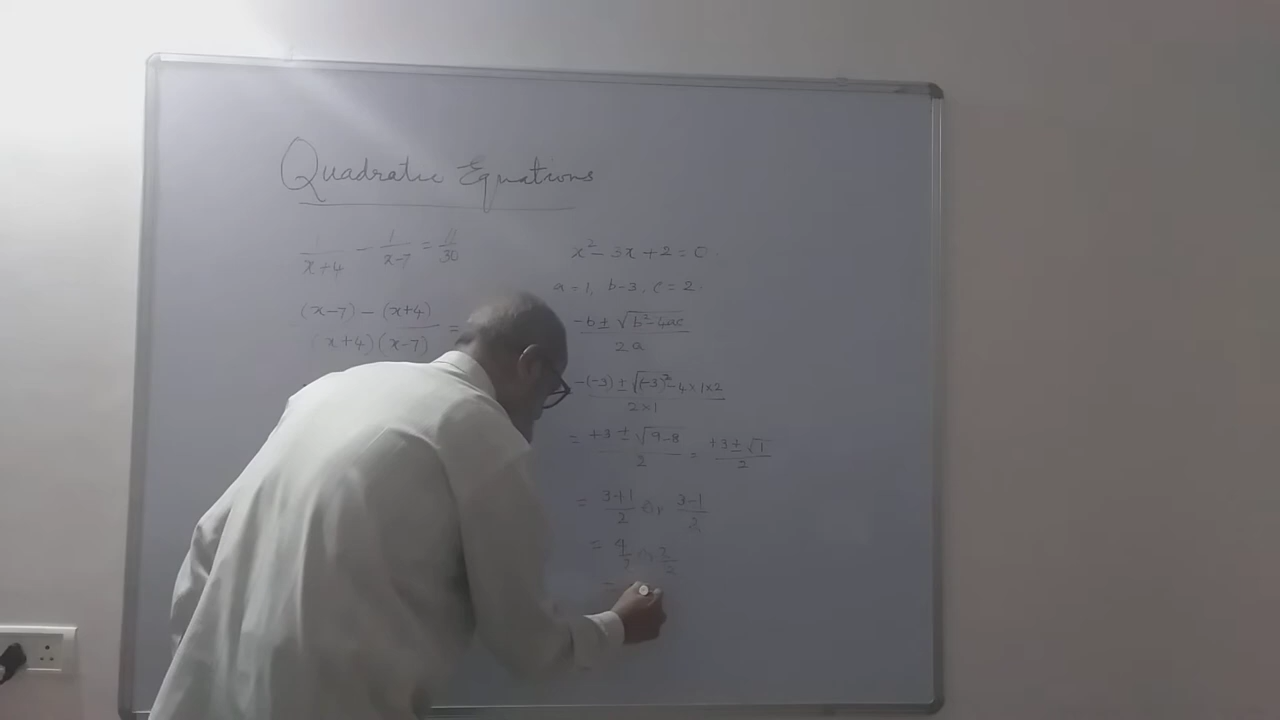 Quadratic Equations
1/(x+4) - 1/(x-7) = 11/30
((x-7) - (x+4))/((x+4)(x-7)) =
x² - 3x + 2 = 0.
a = 1, b-3, c = 2.
(-b ± √(b² - 4ac))/2a
(-(-3) ± √((-3)² - 4×1×2))/(2×1)
= (+3 ± √(9-8))/2 = (+3 ± √1)/2
= (3+1)/2 Or (3-1)/2
= 4/2 Or 2/2
=